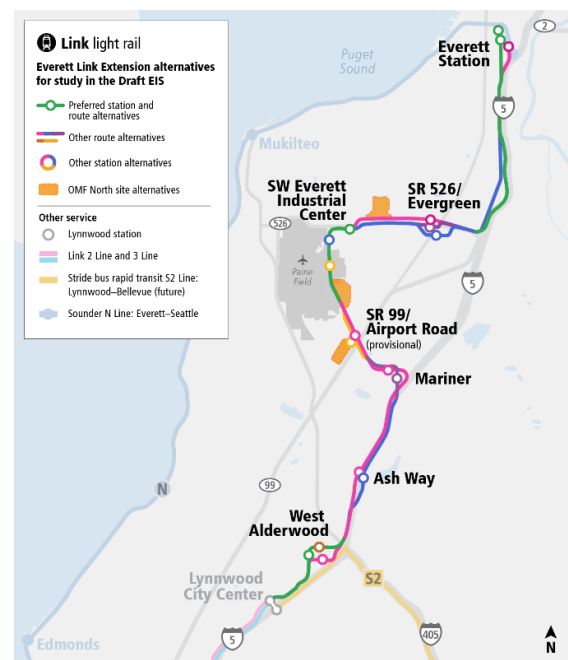 Link light rail
Everett Link Extension alternatives
for study in the Draft EIS
Preferred station and
route alternatives
Other route alternatives
Other station alternatives
OMF North site alternatives
Other service
Lynnwood station
Link 2 Line and 3 Line
Stride bus rapid transit S2 Line:
Lynnwood–Bellevue (future)
Sounder N Line: Everett–Seattle
2
Puget
Sound
Everett
Station
5
Mukilteo
SW Everett
Industrial
Center
SR 526/
Evergreen
526
Paine
Field
5
SR 99/
Airport Road
(provisional)
Mariner
Ash Way
N
99
West
Alderwood
Lynnwood
City Center
S2
Edmonds
5
405
N